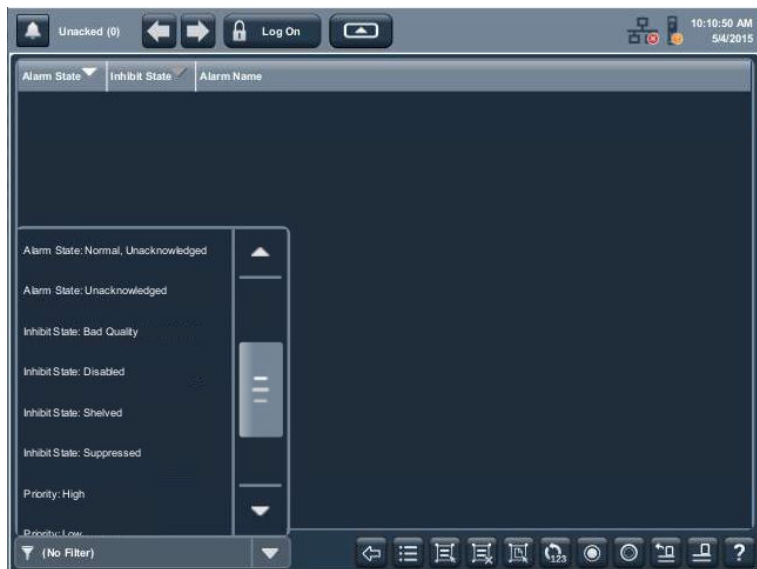 Unacked (0)
Log On
10:10:50 AM
5/4/2015
Alarm State
Inhibit State
Alarm Name
Alarm State: Normal, Unacknowledged
Alarm State: Unacknowledged
Inhibit State: Bad Quality
Inhibit State: Disabled
Inhibit State: Shelved
Inhibit State: Suppressed
Priority: High
Priority: Low
(No Filter)
123
?